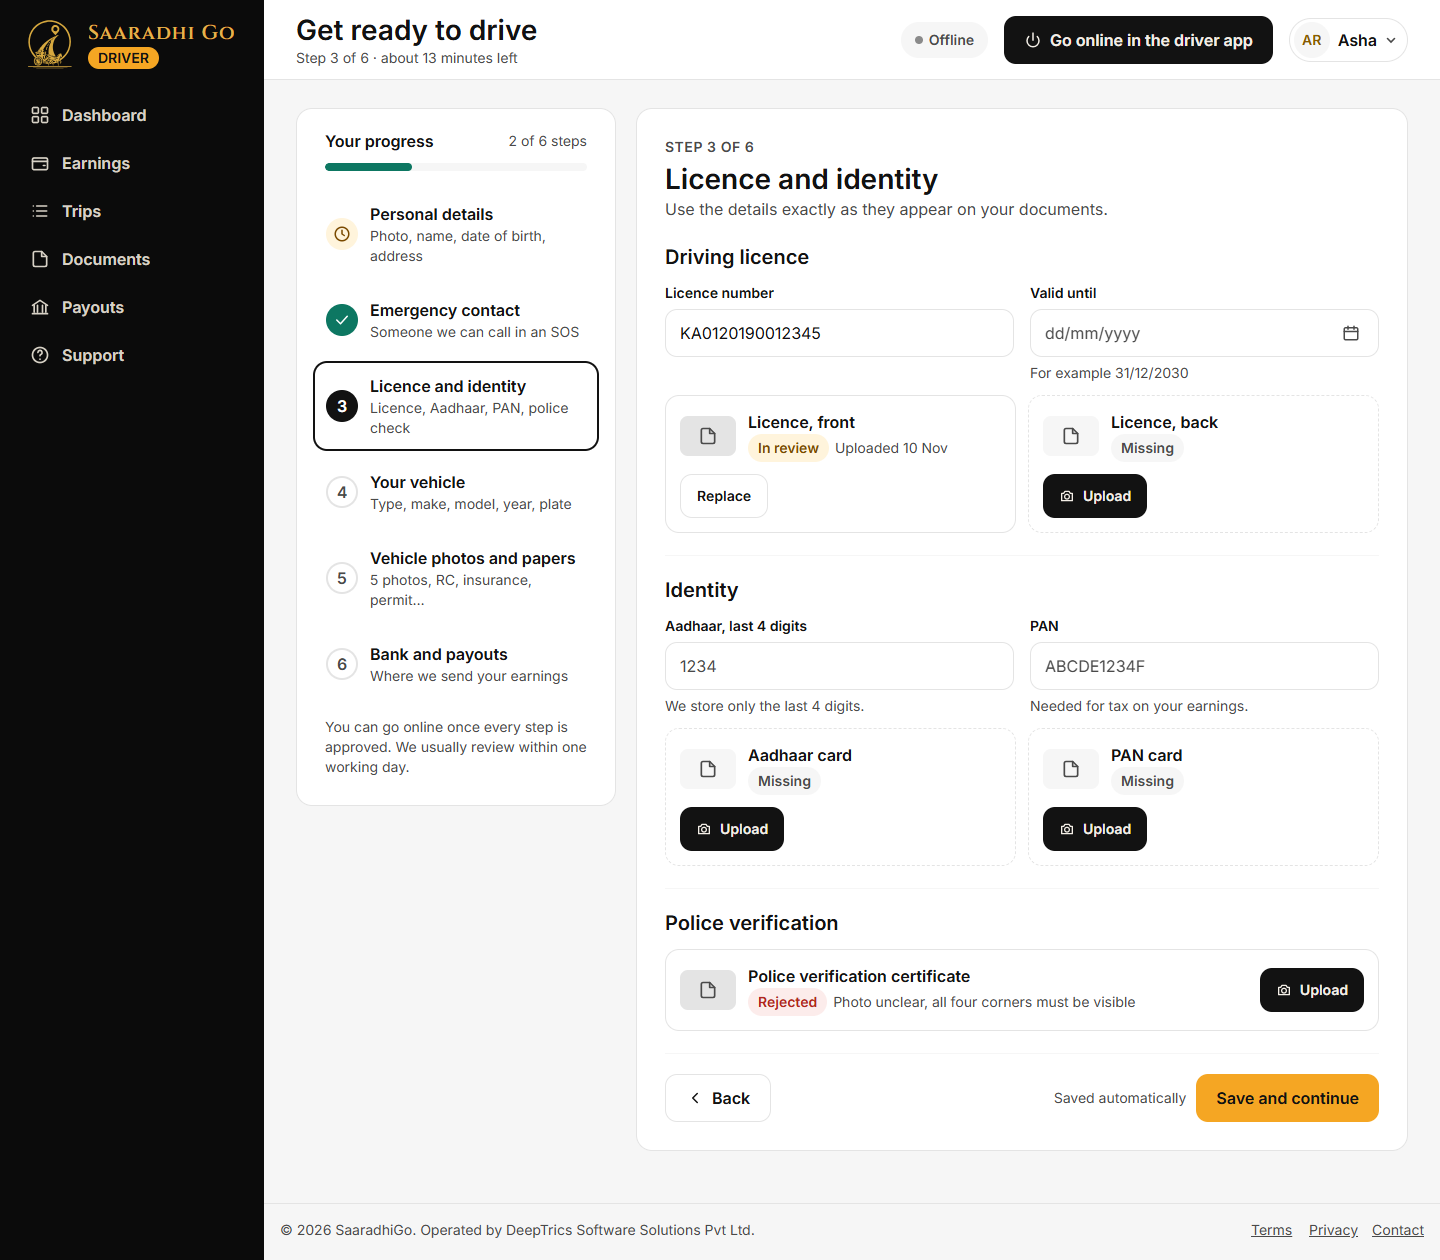 SAARADHI GO
DRIVER
Dashboard
Earnings
Trips
Documents
Payouts
Support
Get ready to drive
Step 3 of 6 · about 13 minutes left
Offline
Go online in the driver app
AR
Asha
Your progress
2 of 6 steps
Personal details
Photo, name, date of birth,
address
Emergency contact
Someone we can call in an SOS
3
Licence and identity
Licence, Aadhaar, PAN, police
check
4
Your vehicle
Type, make, model, year, plate
5
Vehicle photos and papers
5 photos, RC, insurance,
permit...
6
Bank and payouts
Where we send your earnings
You can go online once every step is
approved. We usually review within one
working day.
STEP 3 OF 6
Licence and identity
Use the details exactly as they appear on your documents.
Driving licence
Licence number
KA0120190012345
Valid until
dd/mm/yyyy
For example 31/12/2030
Licence, front
In review Uploaded 10 Nov
Replace
Licence, back
Missing
Upload
Identity
Aadhaar, last 4 digits
1234
We store only the last 4 digits.
PAN
ABCDE1234F
Needed for tax on your earnings.
Aadhaar card
Missing
Upload
PAN card
Missing
Upload
Police verification
Police verification certificate
Rejected Photo unclear, all four corners must be visible
Upload
Back
Saved automatically
Save and continue
© 2026 SaaradhiGo. Operated by DeepTrics Software Solutions Pvt Ltd.
Terms Privacy Contact